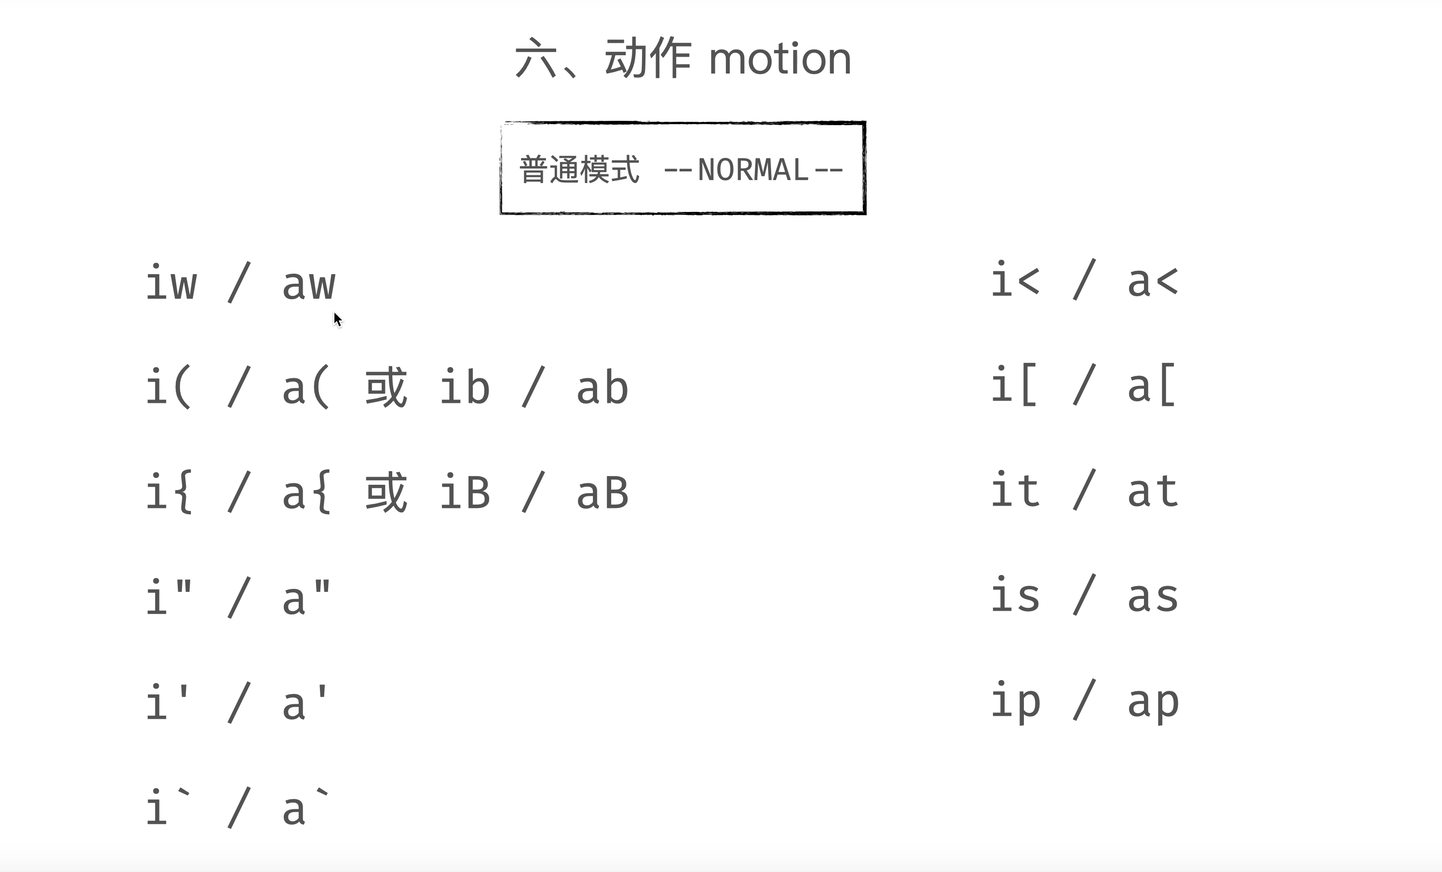 六、动作 motion
普通模式 --NORMAL--
iw / aw
i( / a( 或 ib / ab
i{ / a{ 或 iB / aB
i" / a"
i' / a'
i` / a`
i< / a<
i[ / a[
it / at
is / as
ip / ap